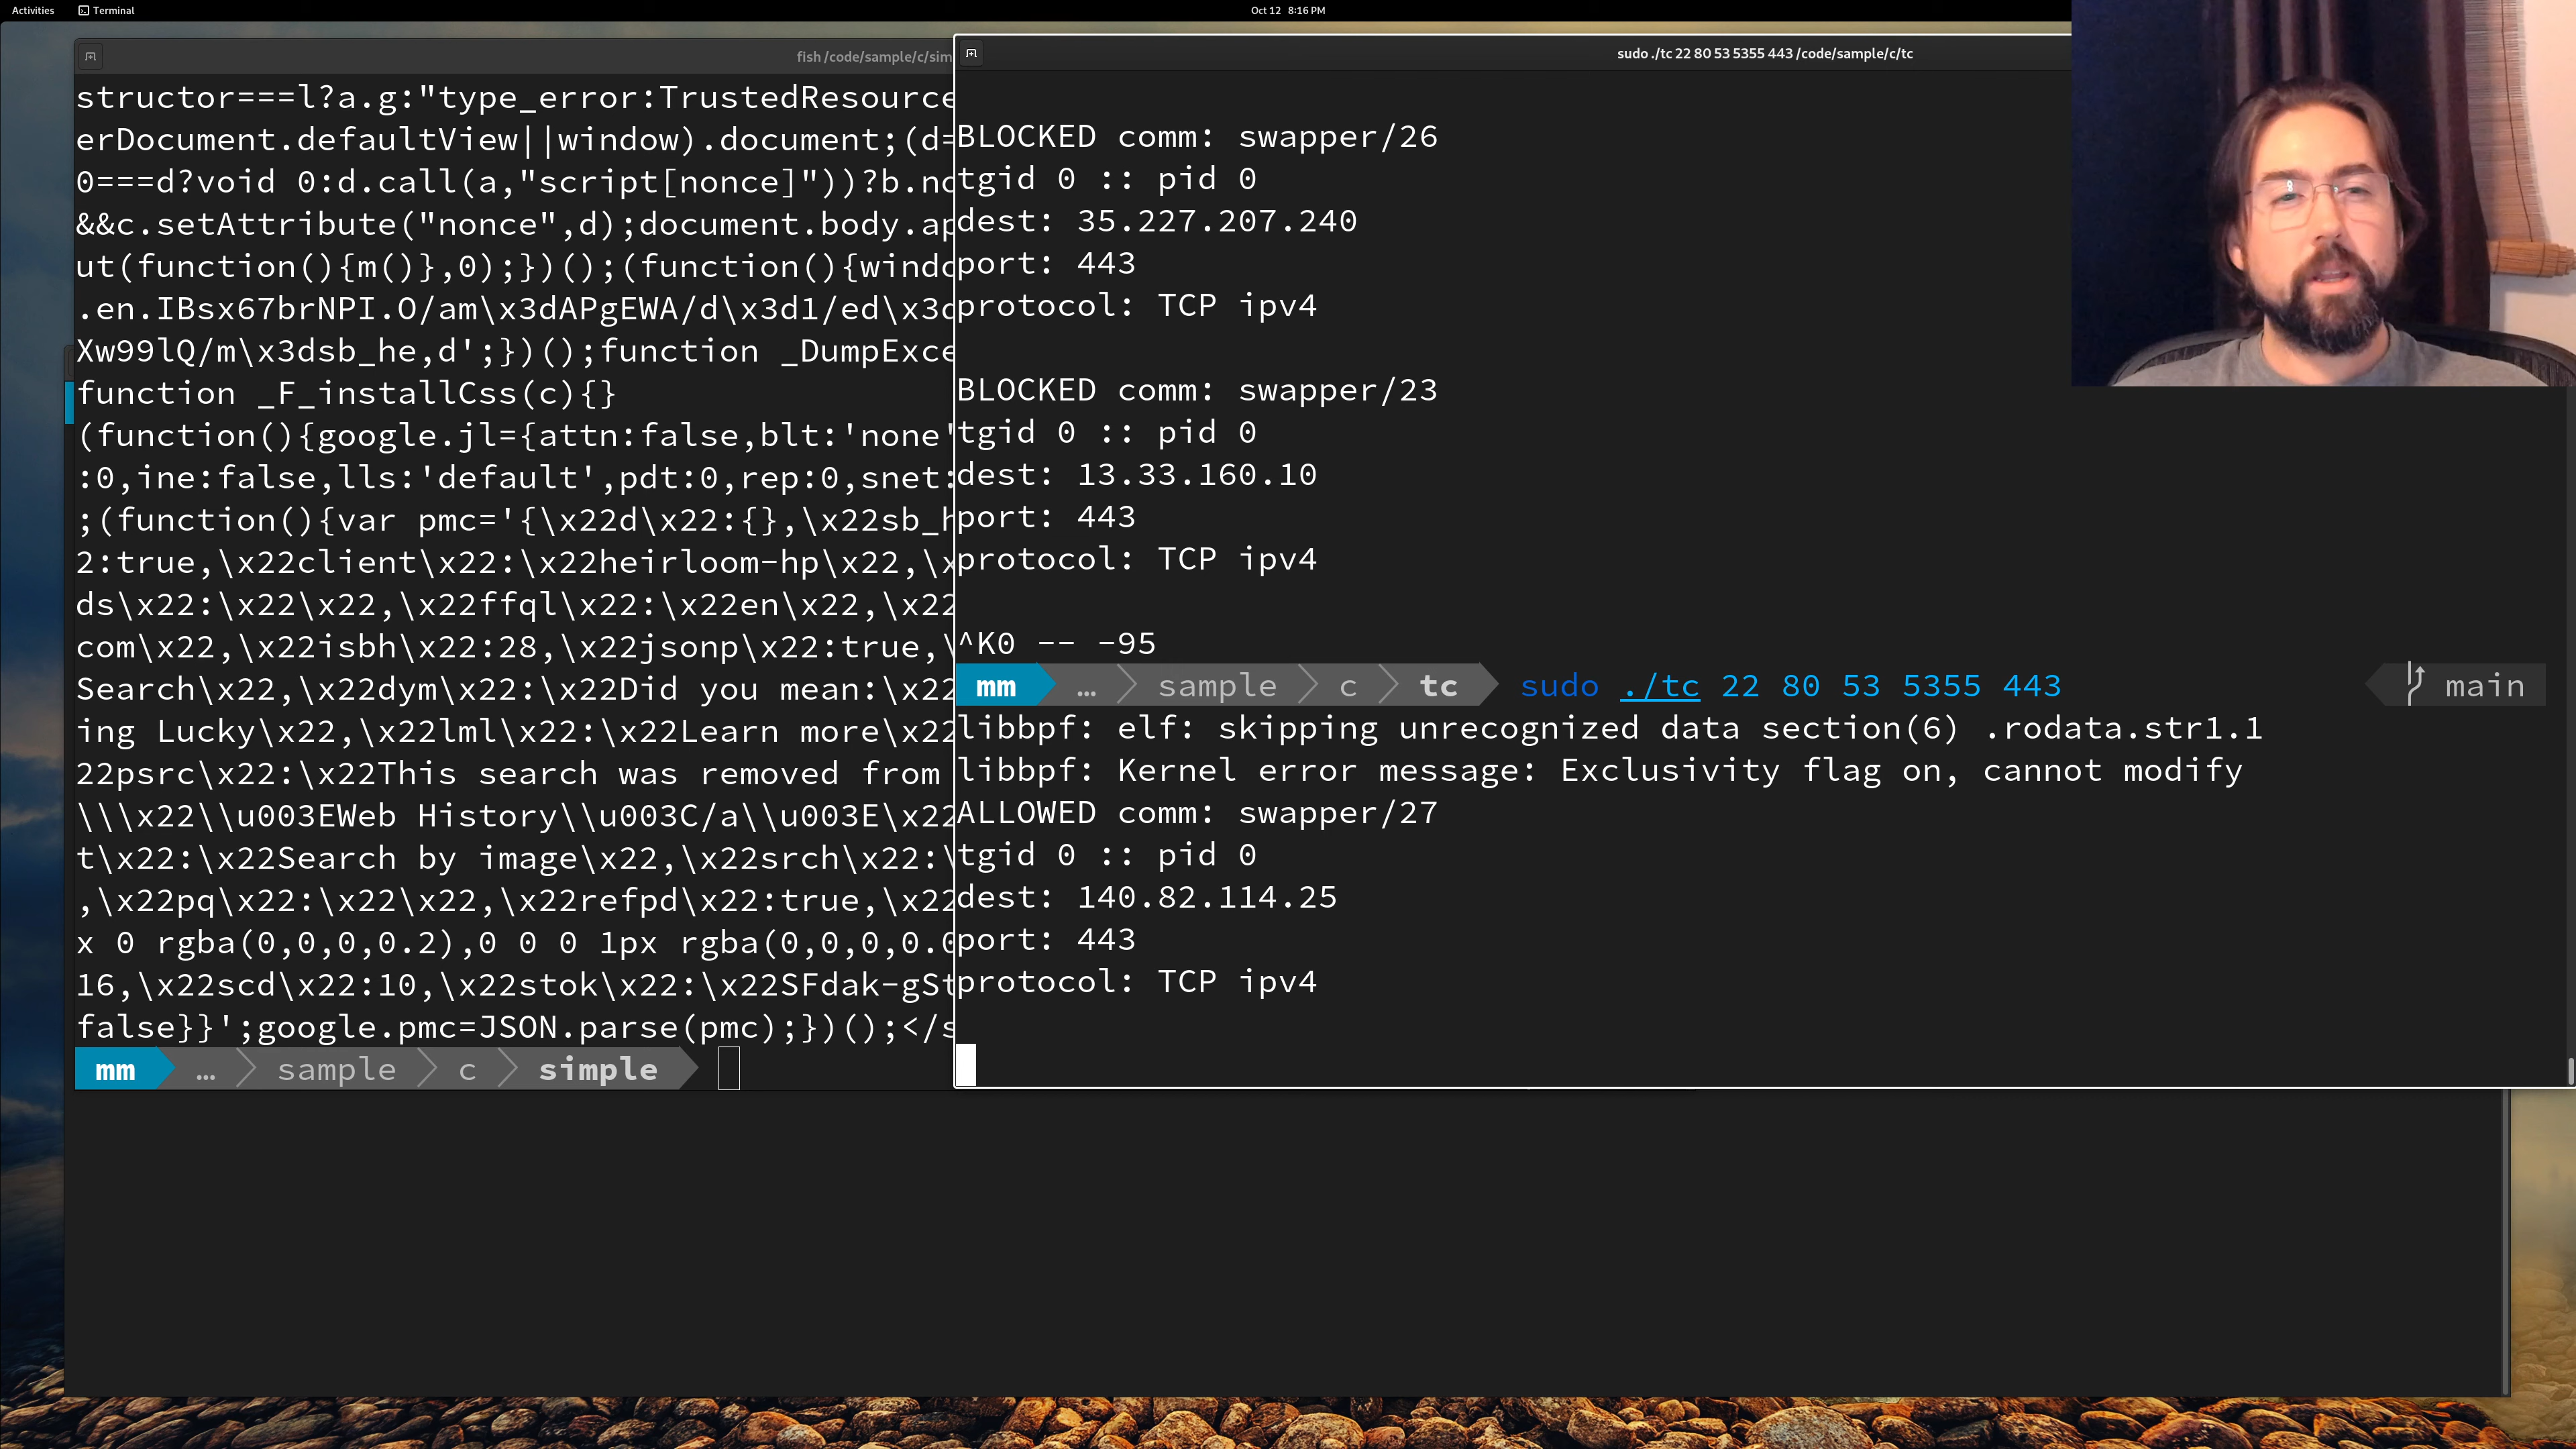 Activities
Terminal
Oct 12 8:16 PM
fish /code/sample/c/sim
structor===l?a.g:"type_error:TrustedResource
erDocument.defaultView||window).document;(d=
0===d?void 0:d.call(a,"script[nonce]"))?b.no
&&c.setAttribute("nonce",d);document.body.ap
ut(function(){m()},0);})();(function(){windo
.en.IBsx67brNPI.O/am\x3dAPgEWA/d\x3d1/ed\x3d
Xw99lQ/m\x3dsb_he,d';})();function _DumpExce
function _F_installCss(c){}
(function(){google.jl={attn:false,blt:'none'
:0,ine:false,lls:'default',pdt:0,rep:0,snet:
;(function(){var pmc='{\x22d\x22:{},\x22sb_h
2:true,\x22client\x22:\x22heirloom-hp\x22,\x
ds\x22:\x22\x22,\x22ffql\x22:\x22en\x22,\x22
com\x22,\x22isbh\x22:28,\x22jsonp\x22:true,\
Search\x22,\x22dym\x22:\x22Did you mean:\x22
ing Lucky\x22,\x22lml\x22:\x22Learn more\x22
22psrc\x22:\x22This search was removed from
\\\x22\\u003EWeb History\\u003C/a\\u003E\x22
t\x22:\x22Search by image\x22,\x22srch\x22:\
,\x22pq\x22:\x22\x22,\x22refpd\x22:true,\x22
x 0 rgba(0,0,0,0.2),0 0 0 1px rgba(0,0,0,0.0
16,\x22scd\x22:10,\x22stok\x22:\x22SFdak-gSt
false}}';google.pmc=JSON.parse(pmc);})();</s
mm … sample c simple
sudo ./tc 22 80 53 5355 443 /code/sample/c/tc
BLOCKED comm: swapper/26
tgid 0 :: pid 0
dest: 35.227.207.240
port: 443
protocol: TCP ipv4
BLOCKED comm: swapper/23
tgid 0 :: pid 0
dest: 13.33.160.10
port: 443
protocol: TCP ipv4
^K0 -- -95
mm … sample c tc sudo ./tc 22 80 53 5355 443 main
libbpf: elf: skipping unrecognized data section(6) .rodata.str1.1
libbpf: Kernel error message: Exclusivity flag on, cannot modify
ALLOWED comm: swapper/27
tgid 0 :: pid 0
dest: 140.82.114.25
port: 443
protocol: TCP ipv4